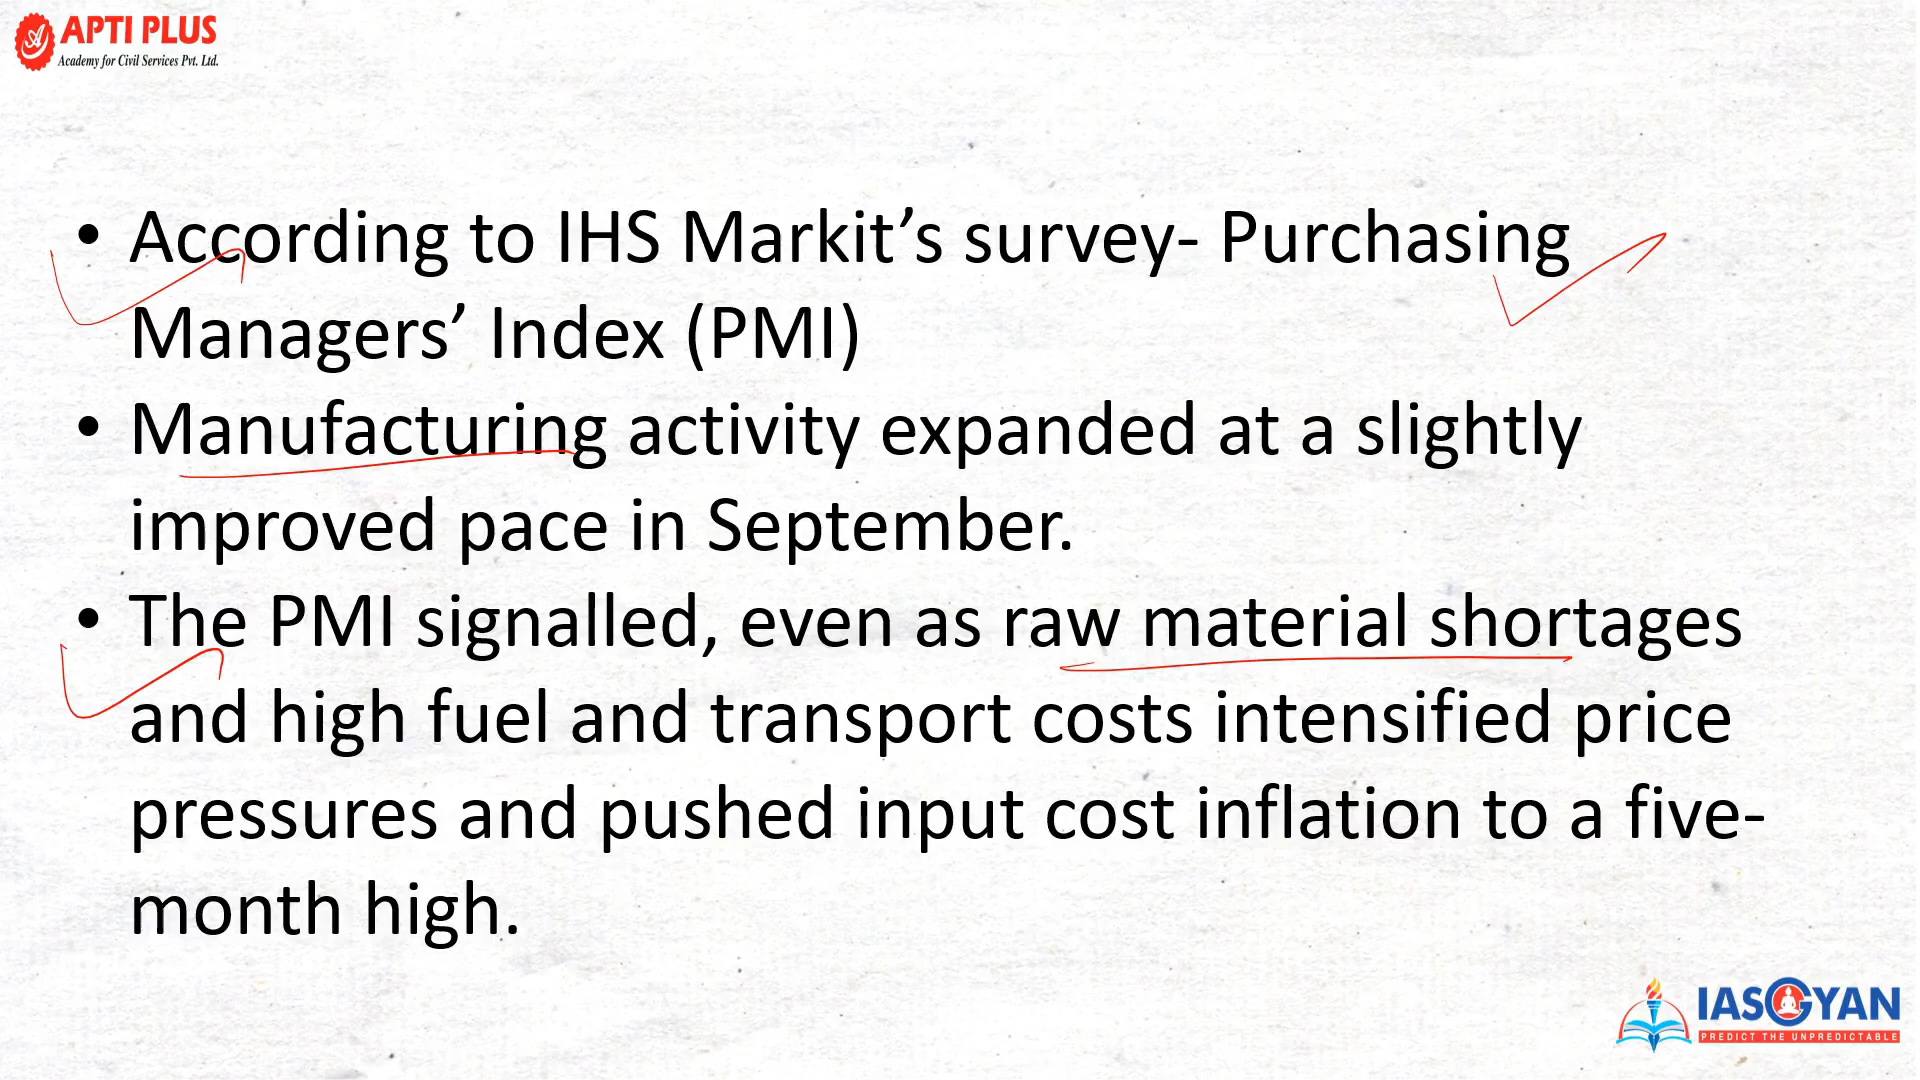 APTI PLUS
Academy for Civil Services Pvt. Ltd.
• According to IHS Markit’s survey- Purchasing
Managers’ Index (PMI)
• Manufacturing activity expanded at a slightly
improved pace in September.
• The PMI signalled, even as raw material shortages
and high fuel and transport costs intensified price
pressures and pushed input cost inflation to a five-
month high.
IASGYAN
PREDICT THE UNPREDICTABLE